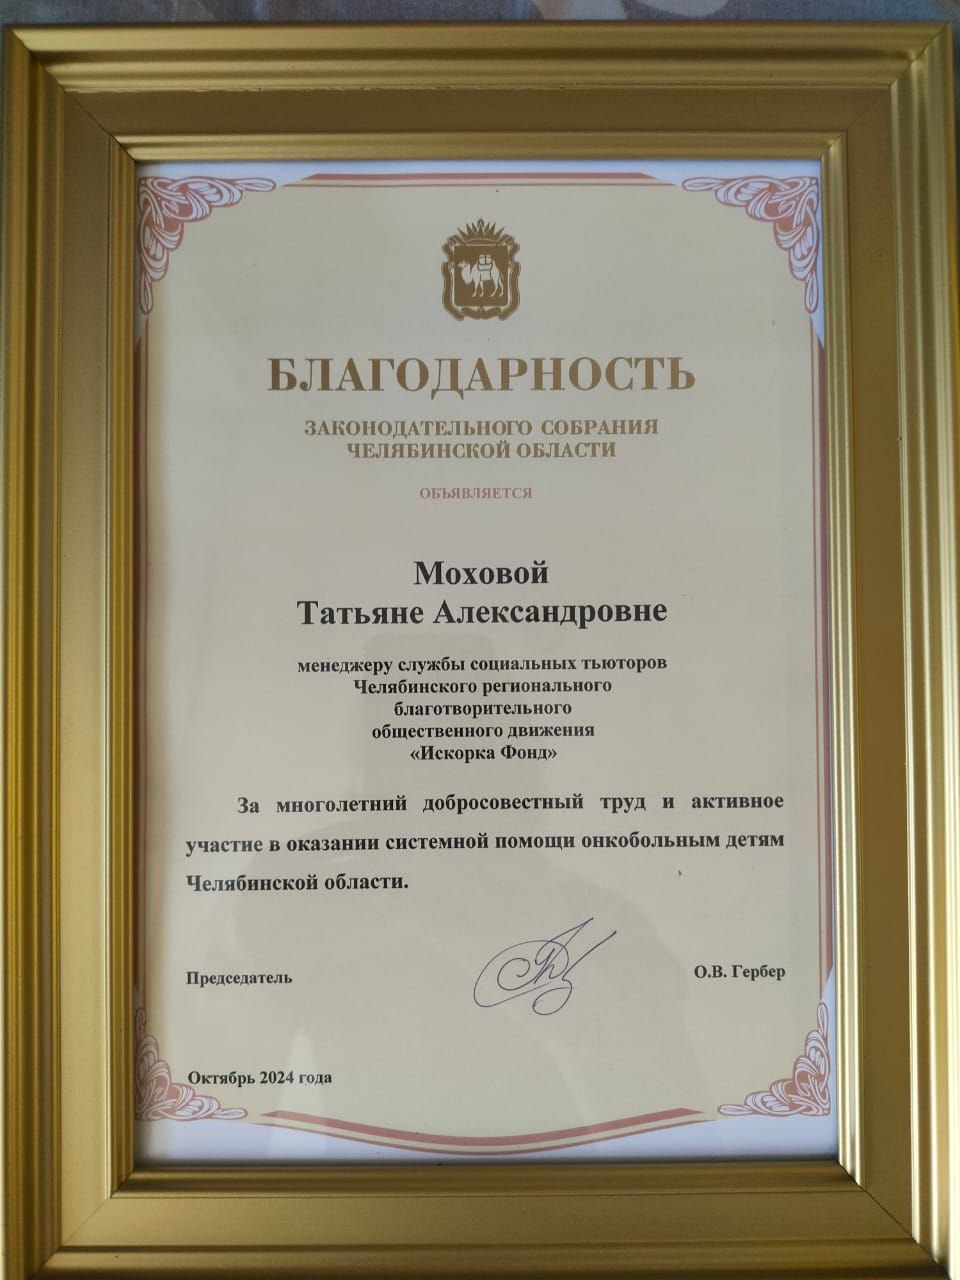 БЛАГОДАРНОСТЬ
ЗАКОНОДАТЕЛЬНОГО СОБРАНИЯ
ЧЕЛЯБИНСКОЙ ОБЛАСТИ
ОБЪЯВЛЯЕТСЯ
Моховой
Татьяне Александровне
менеджеру службы социальных тьюторов
Челябинского регионального
благотворительного
общественного движения
«Искорка Фонд»
За многолетний добросовестный труд и активное
участие в оказании системной помощи онкобольным детям
Челябинской области.
Председатель О.В. Гербер
Октябрь 2024 года